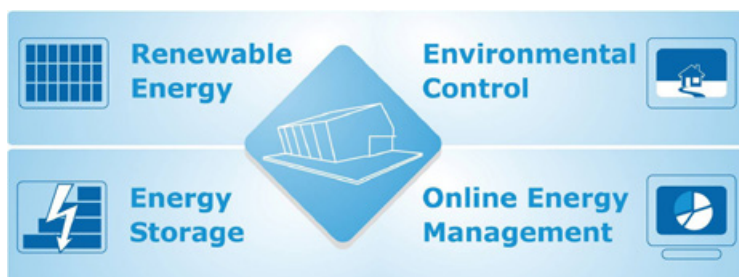 Renewable
Energy
Environmental
Control
Energy
Storage
Online Energy
Management